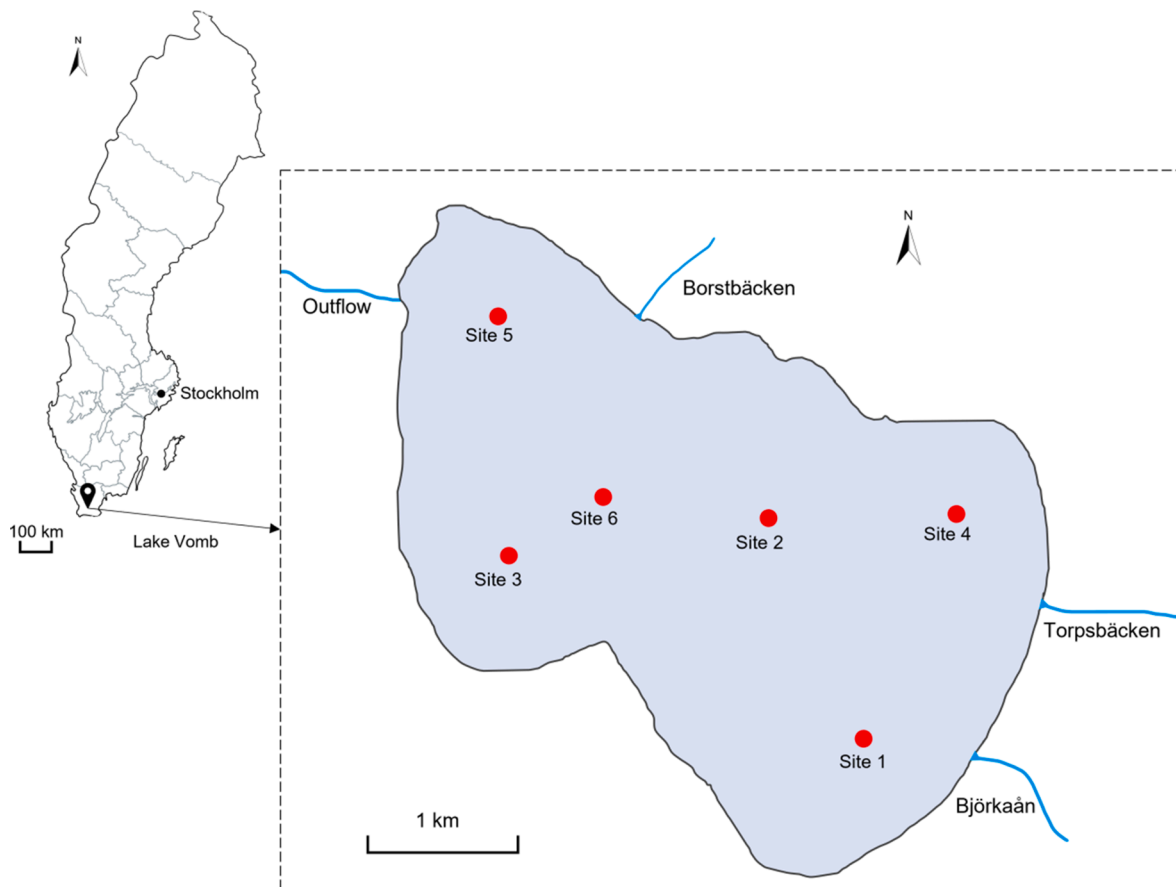 N
Stockholm
100 km
Lake Vomb
N
Borstbäcken
Outflow
Site 5
Site 6
Site 2
Site 4
Site 3
Torpsbäcken
Site 1
Björkaån
1 km